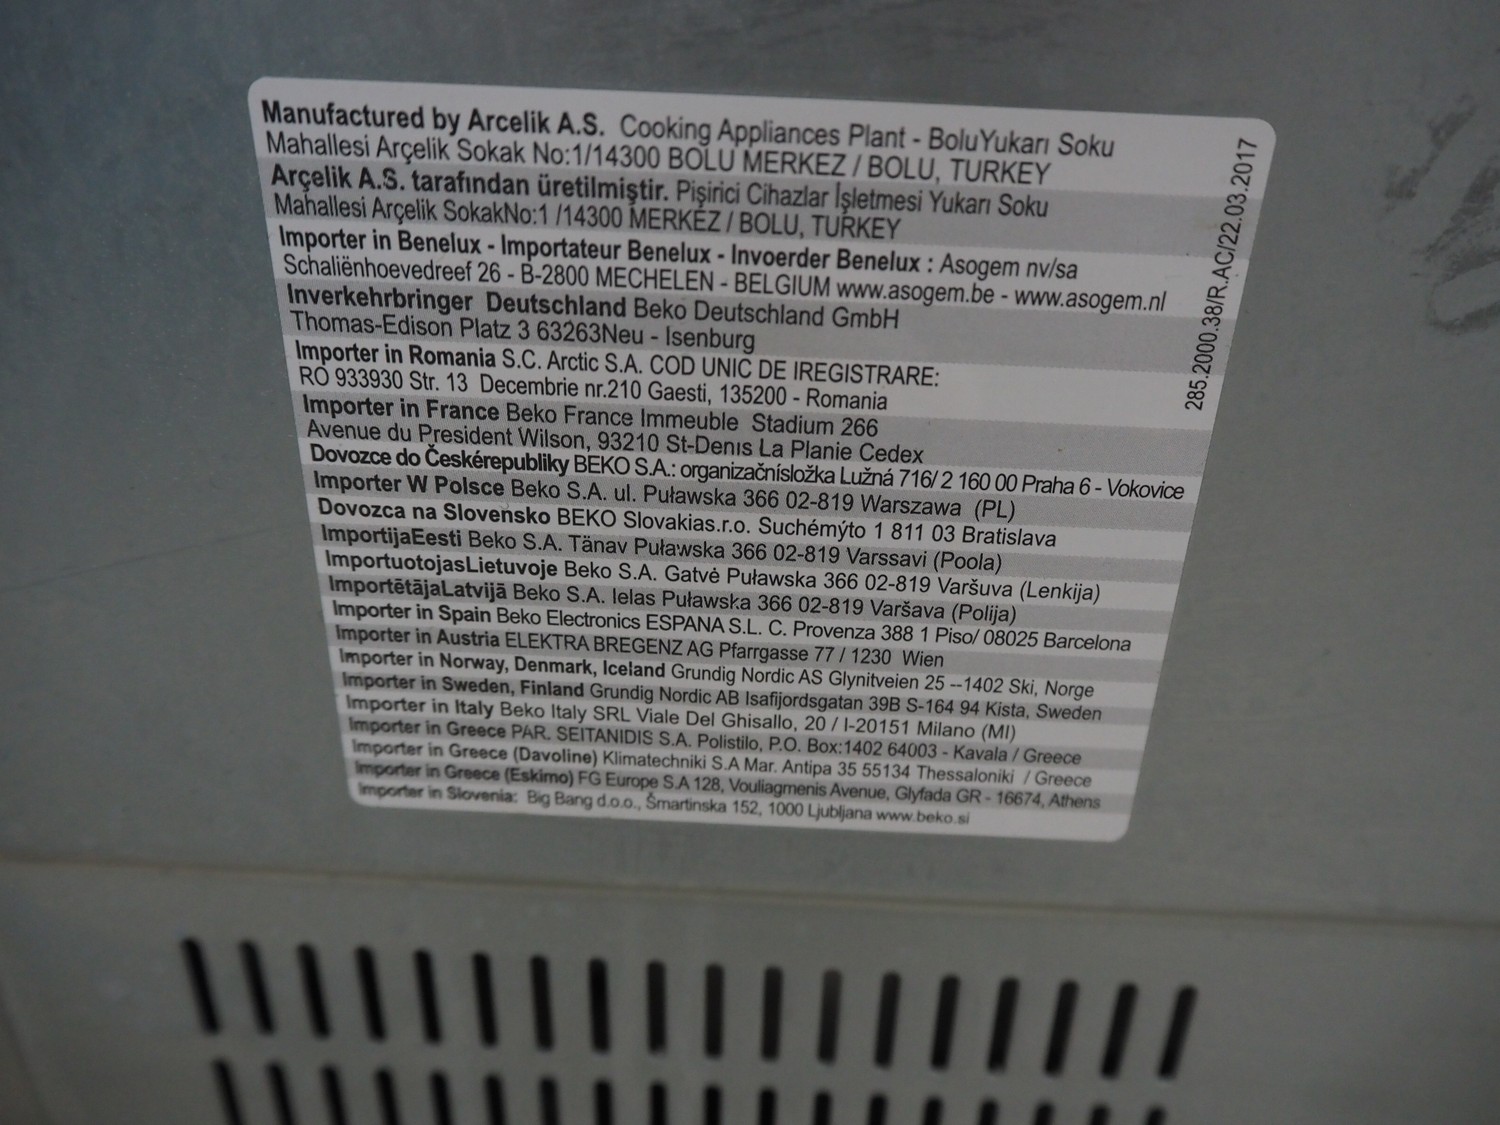 Manufactured by Arcelik A.S. Cooking Appliances Plant - BoluYukarı Soku
Mahallesi Arçelik Sokak No:1/14300 BOLU MERKEZ / BOLU, TURKEY
Arçelik A.S. tarafından üretilmiştir. Pişirici Cihazlar İşletmesi Yukarı Soku
Mahallesi Arçelik SokakNo:1 /14300 MERKEZ / BOLU, TURKEY
Importer in Benelux - Importateur Benelux - Invoerder Benelux : Asogem nv/sa
Schaliënhoevedreef 26 - B-2800 MECHELEN - BELGIUM www.asogem.be - www.asogem.nl
Inverkehrbringer Deutschland Beko Deutschland GmbH
Thomas-Edison Platz 3 63263Neu - Isenburg
Importer in Romania S.C. Arctic S.A. COD UNIC DE IREGISTRARE:
RO 933930 Str. 13 Decembrie nr.210 Gaesti, 135200 - Romania
Importer in France Beko France Immeuble Stadium 266
Avenue du President Wilson, 93210 St-Denıs La Planie Cedex
Dovozce do Českérepubliky BEKO S.A.: organizačnísložka Lužná 716/ 2 160 00 Praha 6 - Vokovice
Importer W Polsce Beko S.A. ul. Puławska 366 02-819 Warszawa (PL)
Dovozca na Slovensko BEKO Slovakias.r.o. Suchémýto 1 811 03 Bratislava
ImportijaEesti Beko S.A. Tänav Puławska 366 02-819 Varssavi (Poola)
ImportuotojasLietuvoje Beko S.A. Gatvė Puławska 366 02-819 Varšuva (Lenkija)
ImportētājaLatvijā Beko S.A. Ielas Puławska 366 02-819 Varšava (Polija)
Importer in Spain Beko Electronics ESPANA S.L. C. Provenza 388 1 Piso/ 08025 Barcelona
Importer in Austria ELEKTRA BREGENZ AG Pfarrgasse 77 / 1230 Wien
Importer in Norway, Denmark, Iceland Grundig Nordic AS Glynitveien 25 --1402 Ski, Norge
Importer in Sweden, Finland Grundig Nordic AB Isafijordsgatan 39B S-164 94 Kista, Sweden
Importer in Italy Beko Italy SRL Viale Del Ghisallo, 20 / I-20151 Milano (MI)
Importer in Greece PAR. SEITANIDIS S.A. Polistilo, P.O. Box:1402 64003 - Kavala / Greece
Importer in Greece (Davoline) Klimatechniki S.A Mar. Antipa 35 55134 Thessaloniki / Greece
Importer in Greece (Eskimo) FG Europe S.A 128, Vouliagmenis Avenue, Glyfada GR - 16674, Athens
Importer in Slovenia: Big Bang d.o.o., Šmartinska 152, 1000 Ljubljana www.beko.si
285.2000.38/R.AC/22.03.2017